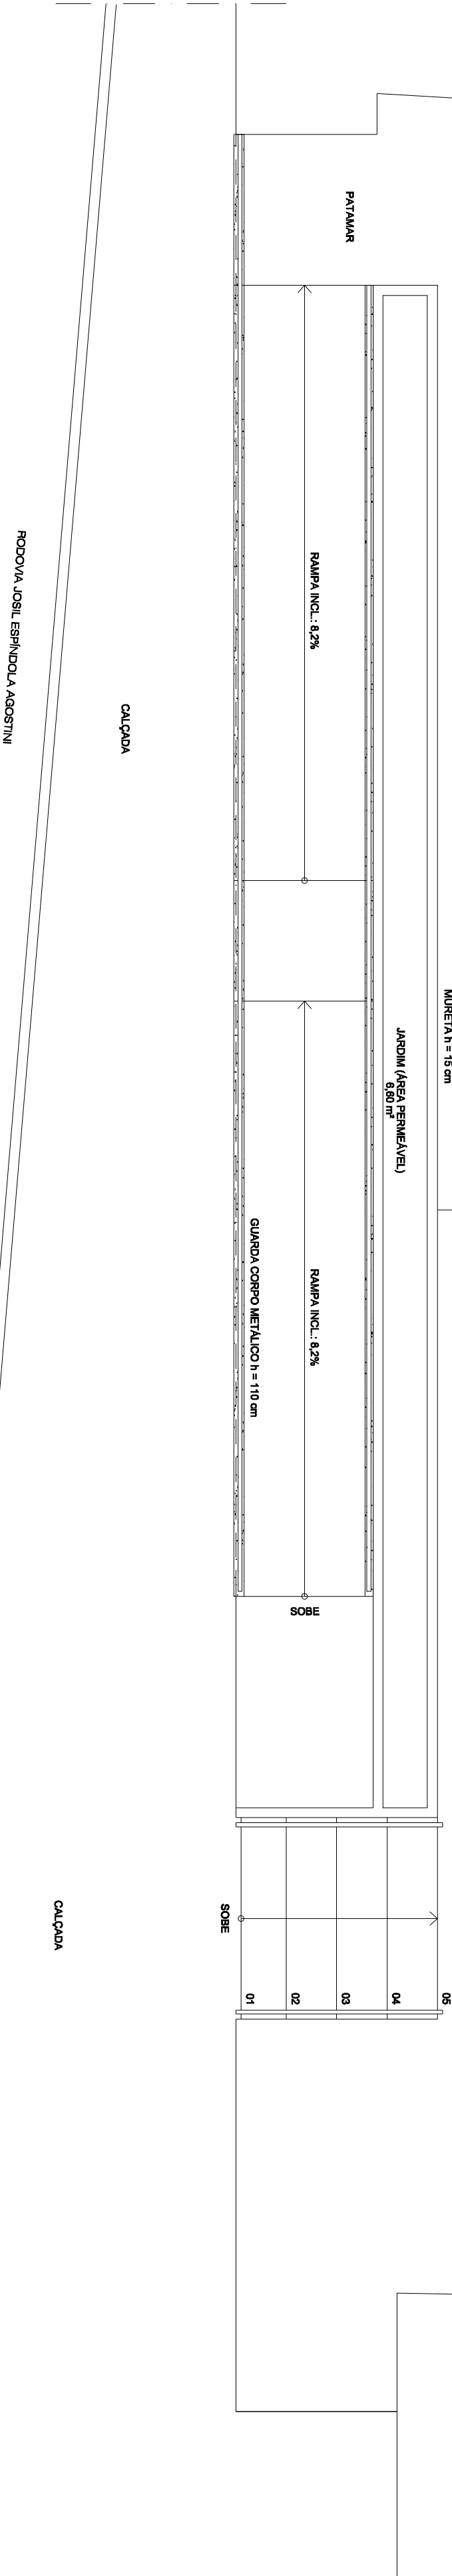 PATAMAR
RAMPA INCL.: 8,2%
RODOVIA JOSIL ESPÍNDOLA AGOSTINI
CALÇADA
MURETA h = 15 cm
JARDIM (ÁREA PERMEÁVEL)
6,60 m²
RAMPA INCL.: 8,2%
GUARDA CORPO METÁLICO h = 110 cm
SOBE
SOBE
CALÇADA
05
04
03
02
01